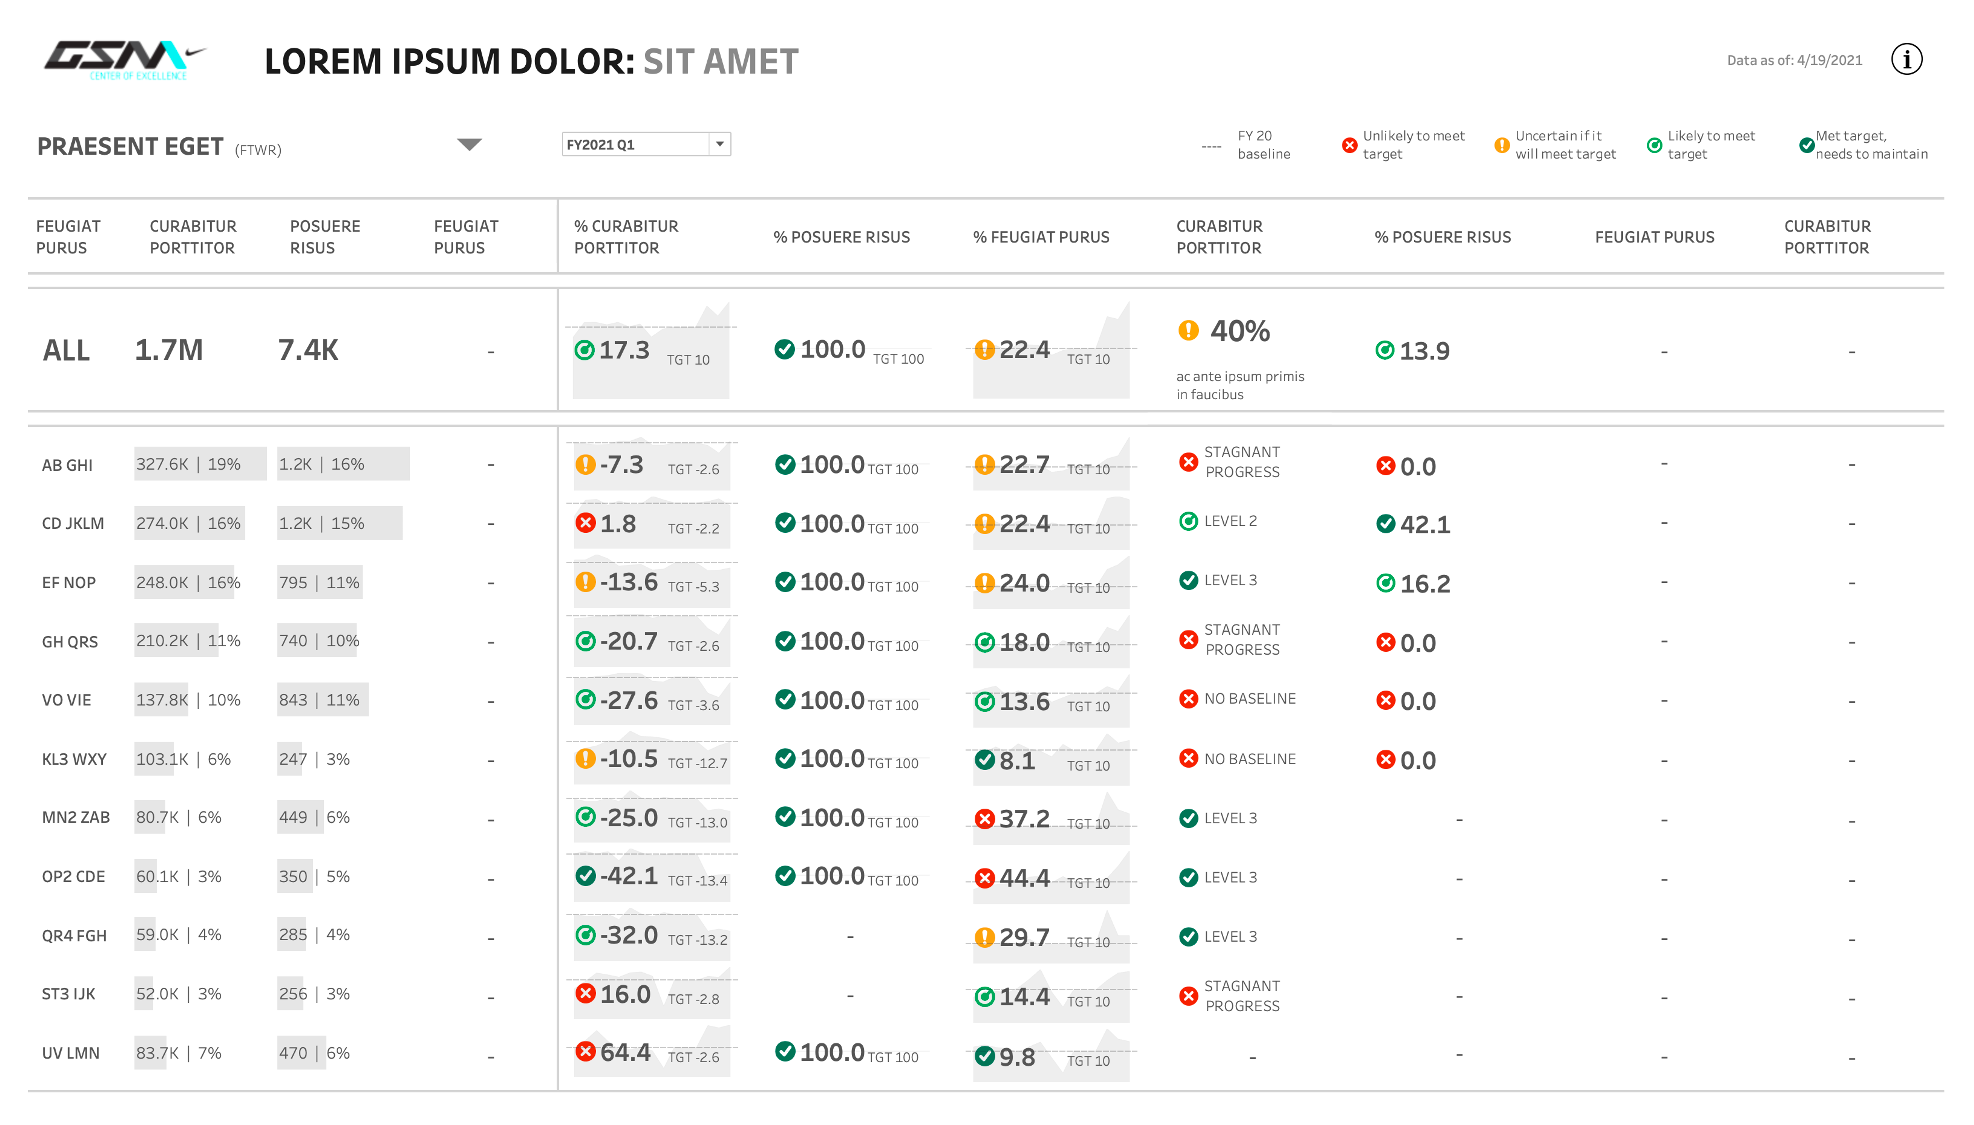 GSM
CENTER OF EXCELLENCE
LOREM IPSUM DOLOR: SIT AMET
Data as of: 4/19/2021
i
PRAESENT EGET (FTWR)
FY2021 Q1
---- FY 20
baseline
Unlikely to meet
target
Uncertain if it
will meet target
Likely to meet
target
Met target,
needs to maintain
FEUGIAT
PURUS
CURABITUR
PORTTITOR
POSUERE
RISUS
FEUGIAT
PURUS
% CURABITUR
PORTTITOR
% POSUERE RISUS
% FEUGIAT PURUS
CURABITUR
PORTTITOR
% POSUERE RISUS
FEUGIAT PURUS
CURABITUR
PORTTITOR
ALL 1.7M 7.4K - 17.3 TGT 10 100.0 TGT 100 22.4 TGT 10 40% 13.9 - -
ac ante ipsum primis
in faucibus
AB GHI 327.6K | 19% 1.2K | 16% - -7.3 TGT -2.6 100.0 TGT 100 22.7 TGT 10 STAGNANT
PROGRESS 0.0 - -
CD JKLM 274.0K | 16% 1.2K | 15% - 1.8 TGT -2.2 100.0 TGT 100 22.4 TGT 10 LEVEL 2 42.1 - -
EF NOP 248.0K | 16% 795 | 11% - -13.6 TGT -5.3 100.0 TGT 100 24.0 TGT 10 LEVEL 3 16.2 - -
GH QRS 210.2K | 11% 740 | 10% - -20.7 TGT -2.6 100.0 TGT 100 18.0 TGT 10 STAGNANT
PROGRESS 0.0 - -
VO VIE 137.8K | 10% 843 | 11% - -27.6 TGT -3.6 100.0 TGT 100 13.6 TGT 10 NO BASELINE 0.0 - -
KL3 WXY 103.1K | 6% 247 | 3% - -10.5 TGT -12.7 100.0 TGT 100 8.1 TGT 10 NO BASELINE 0.0 - -
MN2 ZAB 80.7K | 6% 449 | 6% - -25.0 TGT -13.0 100.0 TGT 100 37.2 TGT 10 LEVEL 3 - - -
OP2 CDE 60.1K | 3% 350 | 5% - -42.1 TGT -13.4 100.0 TGT 100 44.4 TGT 10 LEVEL 3 - - -
QR4 FGH 59.0K | 4% 285 | 4% - -32.0 TGT -13.2 - 29.7 TGT 10 LEVEL 3 - - -
ST3 IJK 52.0K | 3% 256 | 3% - 16.0 TGT -2.8 - 14.4 TGT 10 STAGNANT
PROGRESS - - -
UV LMN 83.7K | 7% 470 | 6% - 64.4 TGT -2.6 100.0 TGT 100 9.8 TGT 10 - - - -